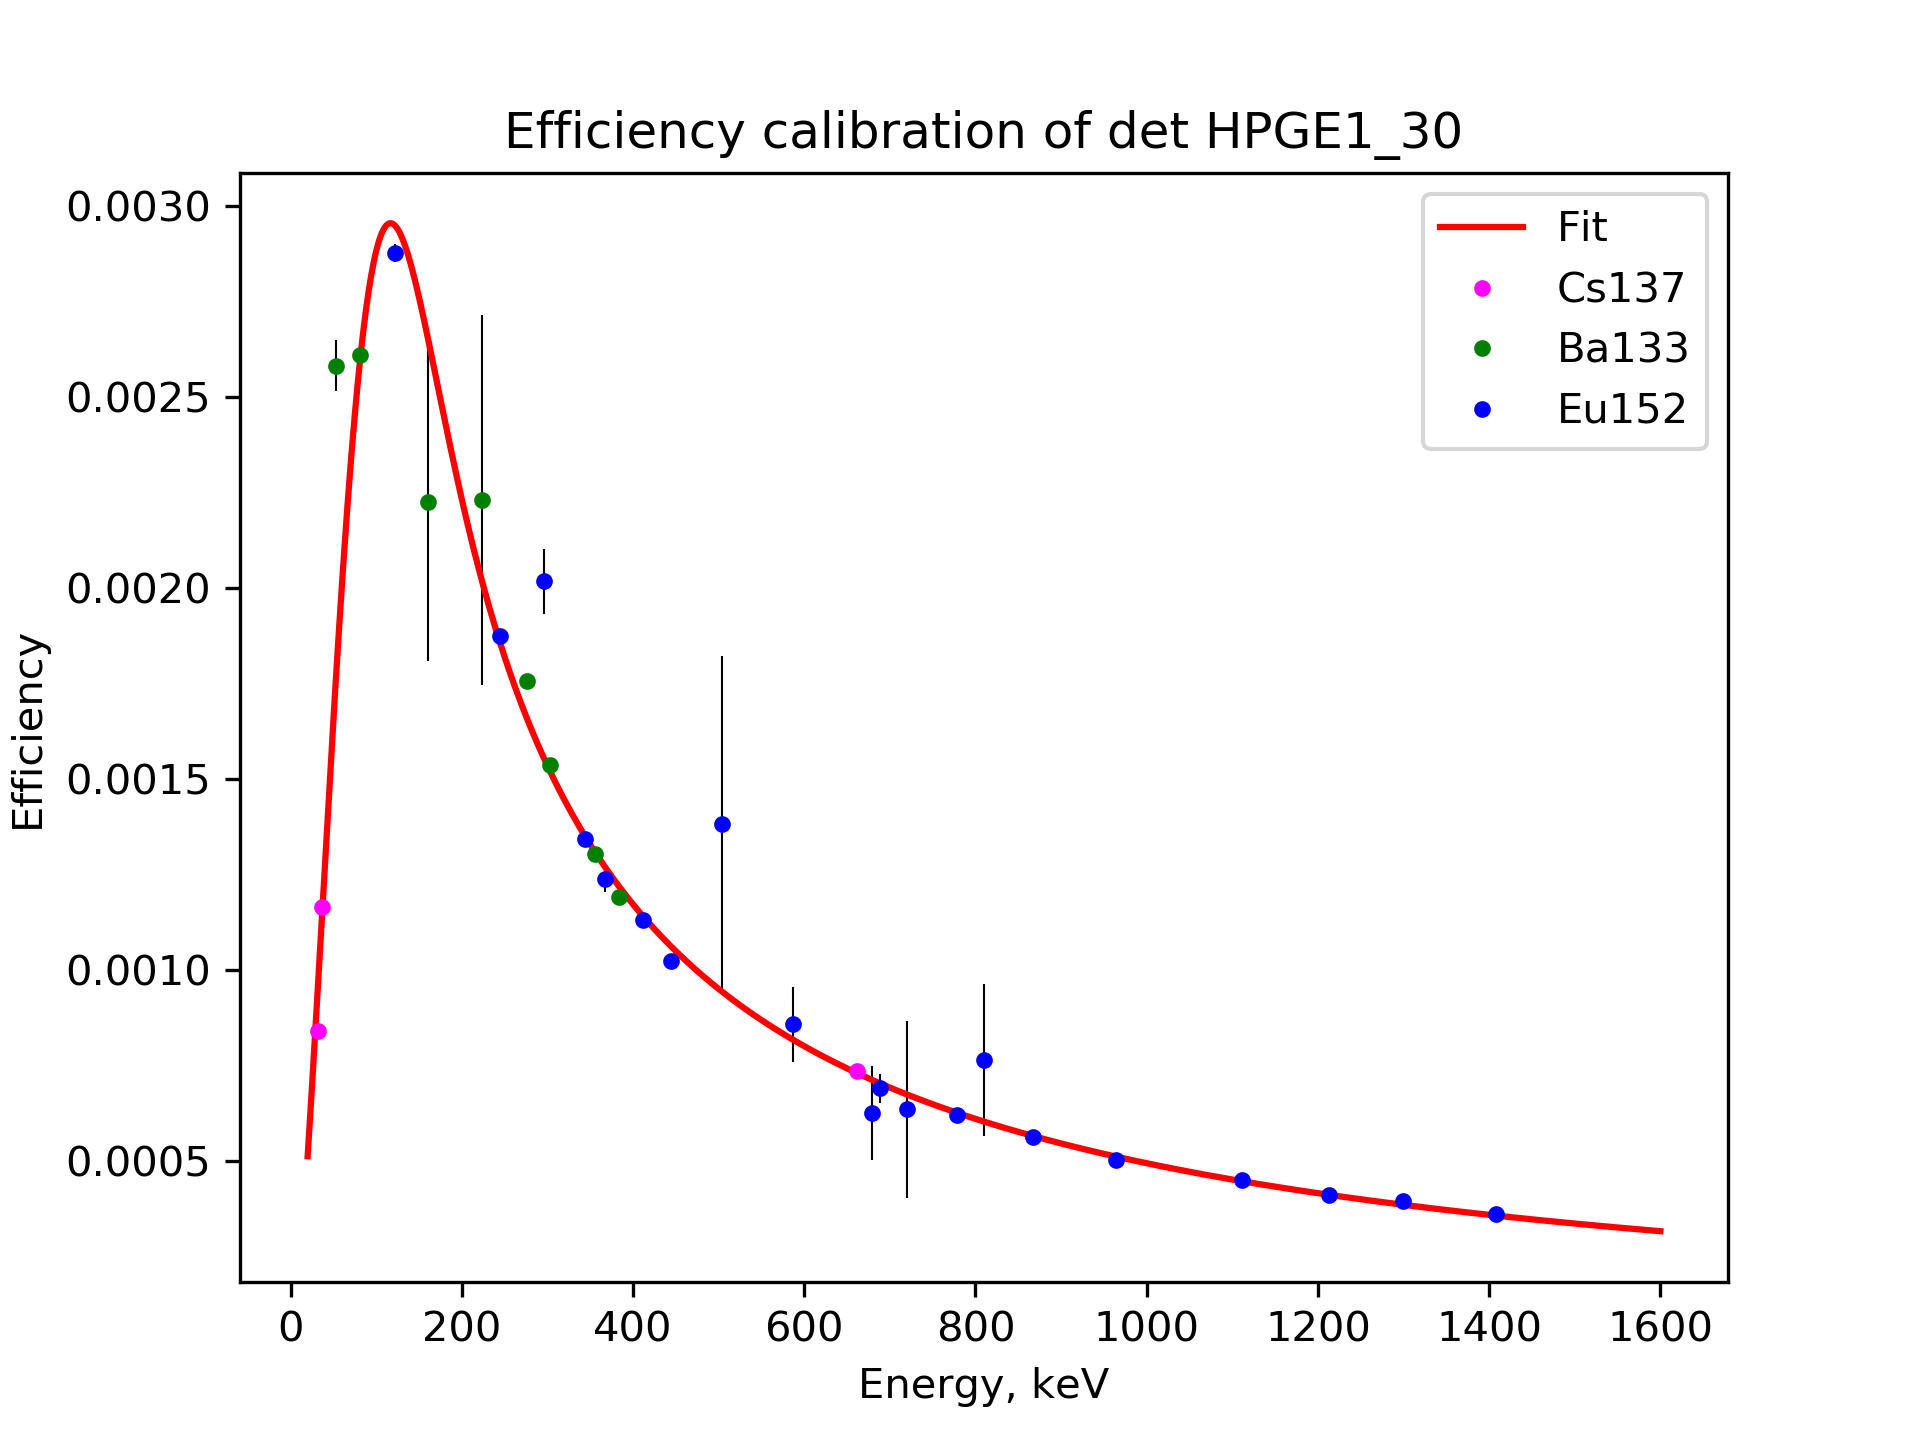 Efficiency calibration of det HPGE1_30
0.0030
0.0025
0.0020
0.0015
0.0010
0.0005
Efficiency
Fit
Cs137
Ba133
Eu152
0 200 400 600 800 1000 1200 1400 1600
Energy, keV